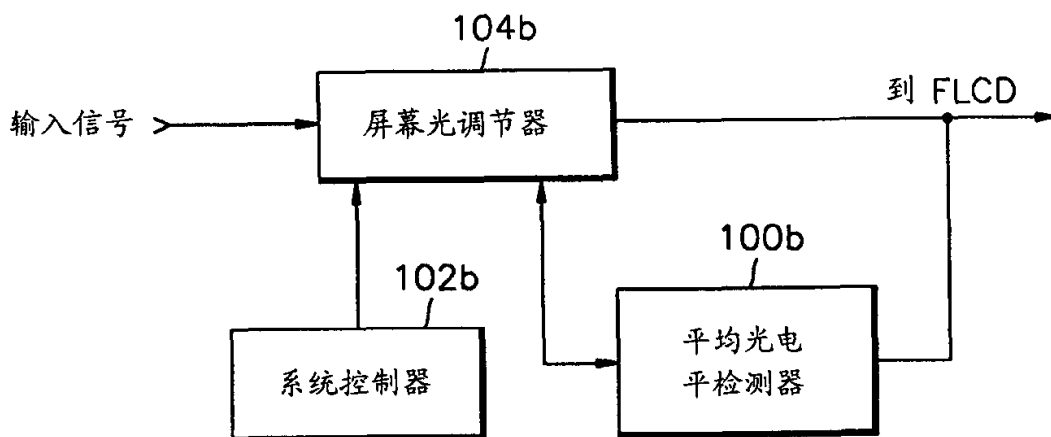 104b
输入信号
屏幕光调节器
到 FLCD
102b
系统控制器
100b
平均光电
平检测器